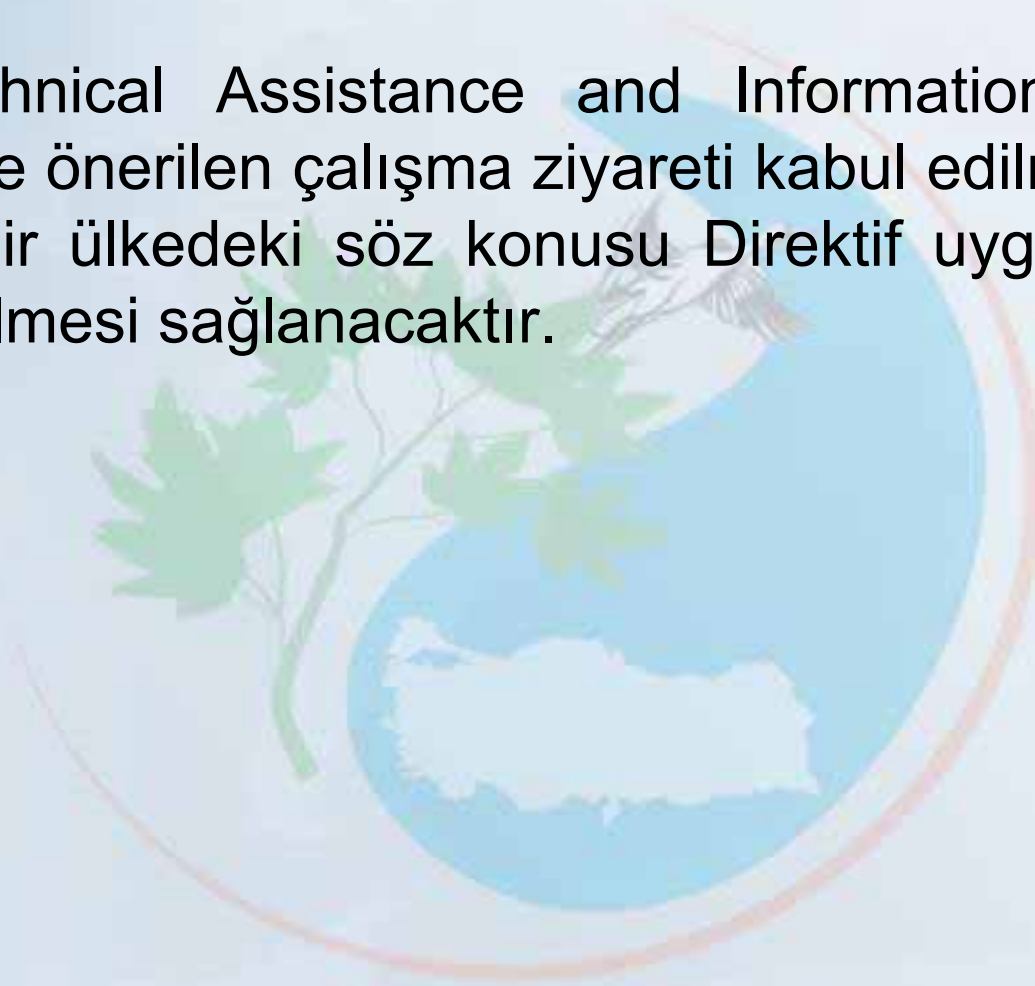 hnical Assistance and Information
e önerilen çalışma ziyareti kabul edil
ir ülkedeki söz konusu Direktif uyg
lmesi sağlanacaktır.